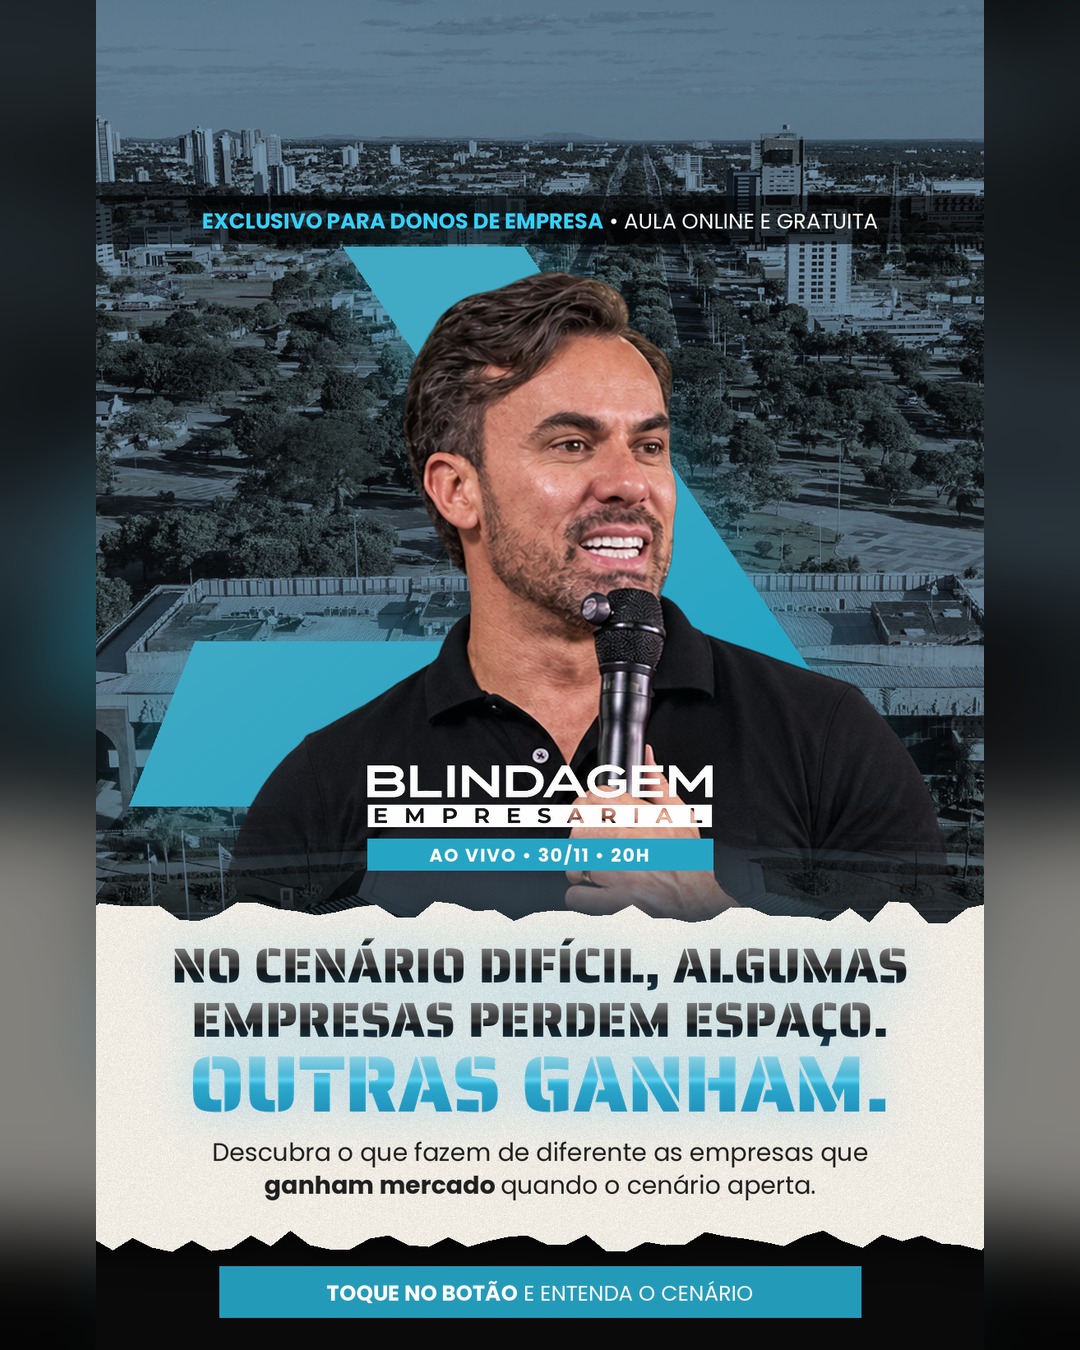 EXCLUSIVO PARA DONOS DE EMPRESA • AULA ONLINE E GRATUITA
BLINDAGEM
EMPRESARIAL
AO VIVO • 30/11 • 20H
NO CENÁRIO DIFÍCIL, ALGUMAS
EMPRESAS PERDEM ESPAÇO.
OUTRAS GANHAM.
Descubra o que fazem de diferente as empresas que
ganham mercado quando o cenário aperta.
TOQUE NO BOTÃO E ENTENDA O CENÁRIO